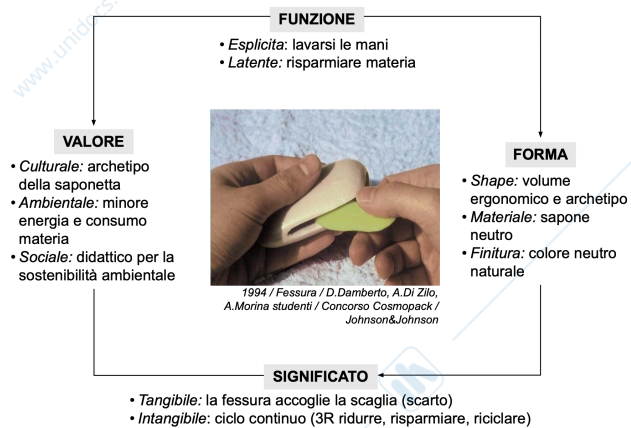 FUNZIONE
• Esplicita: lavarsi le mani
• Latente: risparmiare materia
VALORE
• Culturale: archetipo
della saponetta
• Ambientale: minore
energia e consumo
materia
• Sociale: didattico per la
sostenibilità ambientale
FORMA
• Shape: volume
ergonomico e archetipo
• Materiale: sapone
neutro
• Finitura: colore neutro
naturale
1994 / Fessura / D.Damberto, A.Di Zilo,
A.Morina studenti / Concorso Cosmopack /
Johnson&Johnson
SIGNIFICATO
• Tangibile: la fessura accoglie la scaglia (scarto)
• Intangibile: ciclo continuo (3R ridurre, risparmiare, riciclare)